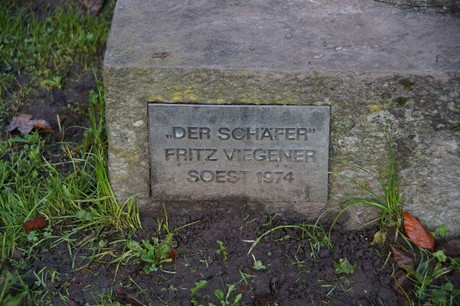 „DER SCHÄFER"
FRITZ VIEGENER
SOEST 1974